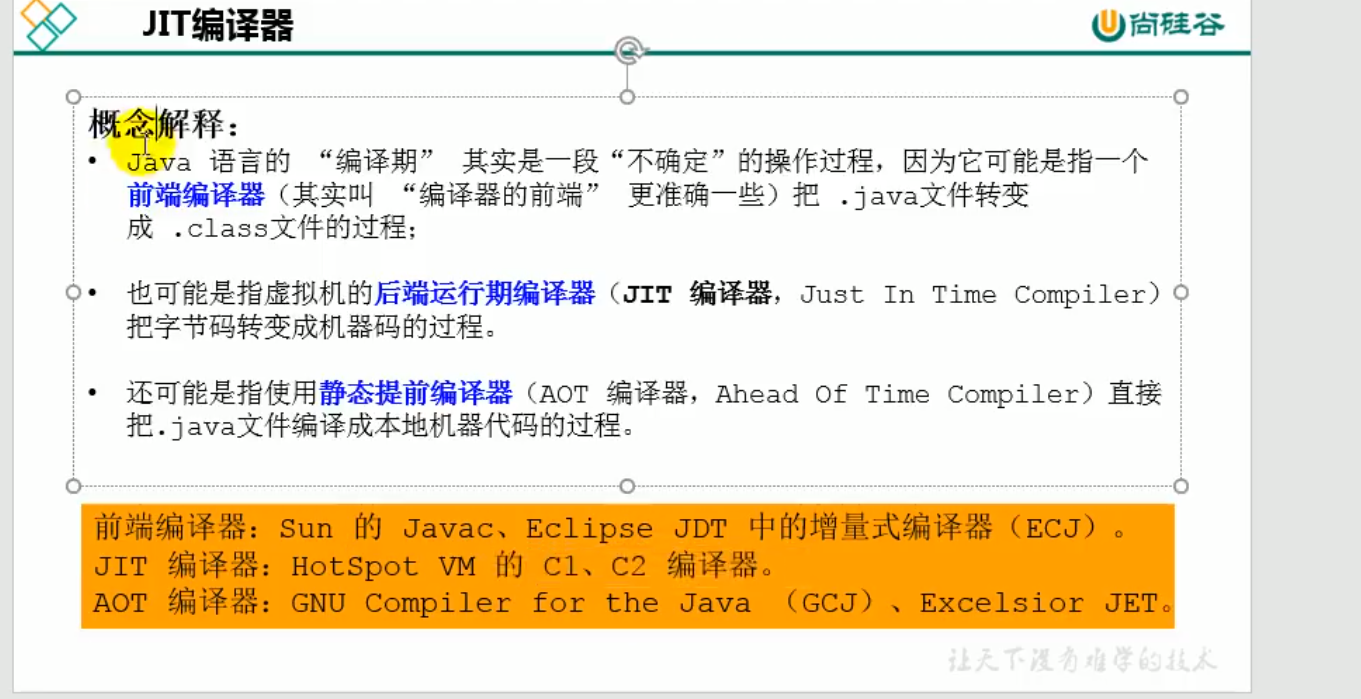 JIT编译器
尚硅谷
概念解释：
• Java 语言的 “编译期” 其实是一段“不确定”的操作过程，因为它可能是指一个
前端编译器（其实叫 “编译器的前端” 更准确一些）把 .java文件转变
成 .class文件的过程；
• 也可能是指虚拟机的后端运行期编译器（JIT 编译器，Just In Time Compiler）
把字节码转变成机器码的过程。
• 还可能是指使用静态提前编译器（AOT 编译器，Ahead Of Time Compiler）直接
把.java文件编译成本地机器代码的过程。
前端编译器：Sun 的 Javac、Eclipse JDT 中的增量式编译器（ECJ）。
JIT 编译器：HotSpot VM 的 C1、C2 编译器。
AOT 编译器：GNU Compiler for the Java （GCJ）、Excelsior JET。
让天下没有难学的技术